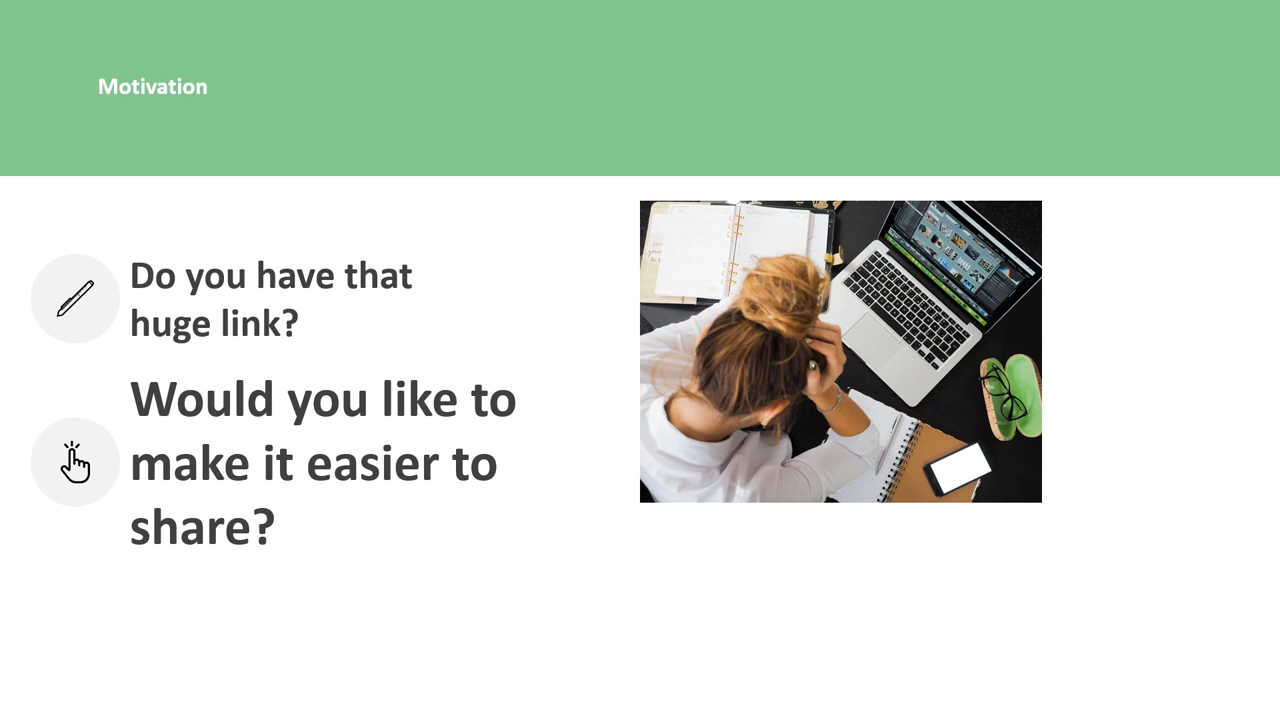 Motivation
Do you have that
huge link?
Would you like to
make it easier to
share?